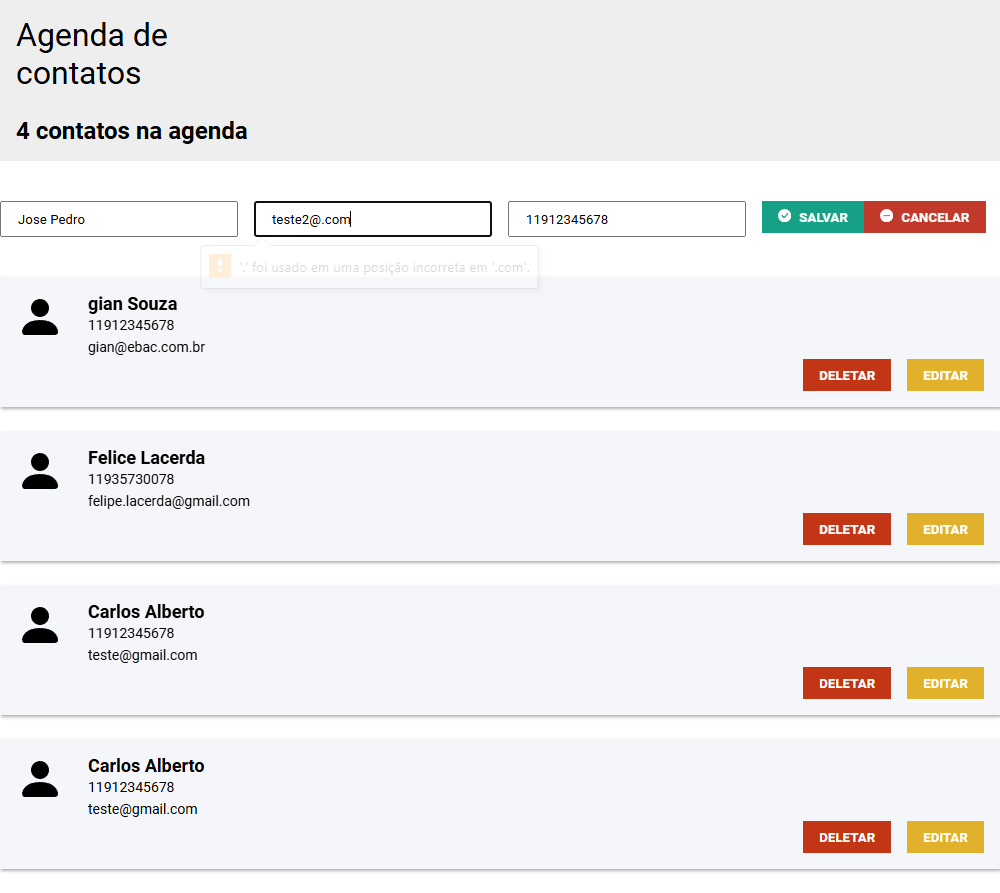 Agenda de
contatos
4 contatos na agenda
Jose Pedro
teste2@.com
11912345678
SALVAR
CANCELAR
'.' foi usado em uma posição incorreta em '.com'.
gian Souza
11912345678
gian@ebac.com.br
DELETAR
EDITAR
Felice Lacerda
11935730078
felipe.lacerda@gmail.com
DELETAR
EDITAR
Carlos Alberto
11912345678
teste@gmail.com
DELETAR
EDITAR
Carlos Alberto
11912345678
teste@gmail.com
DELETAR
EDITAR